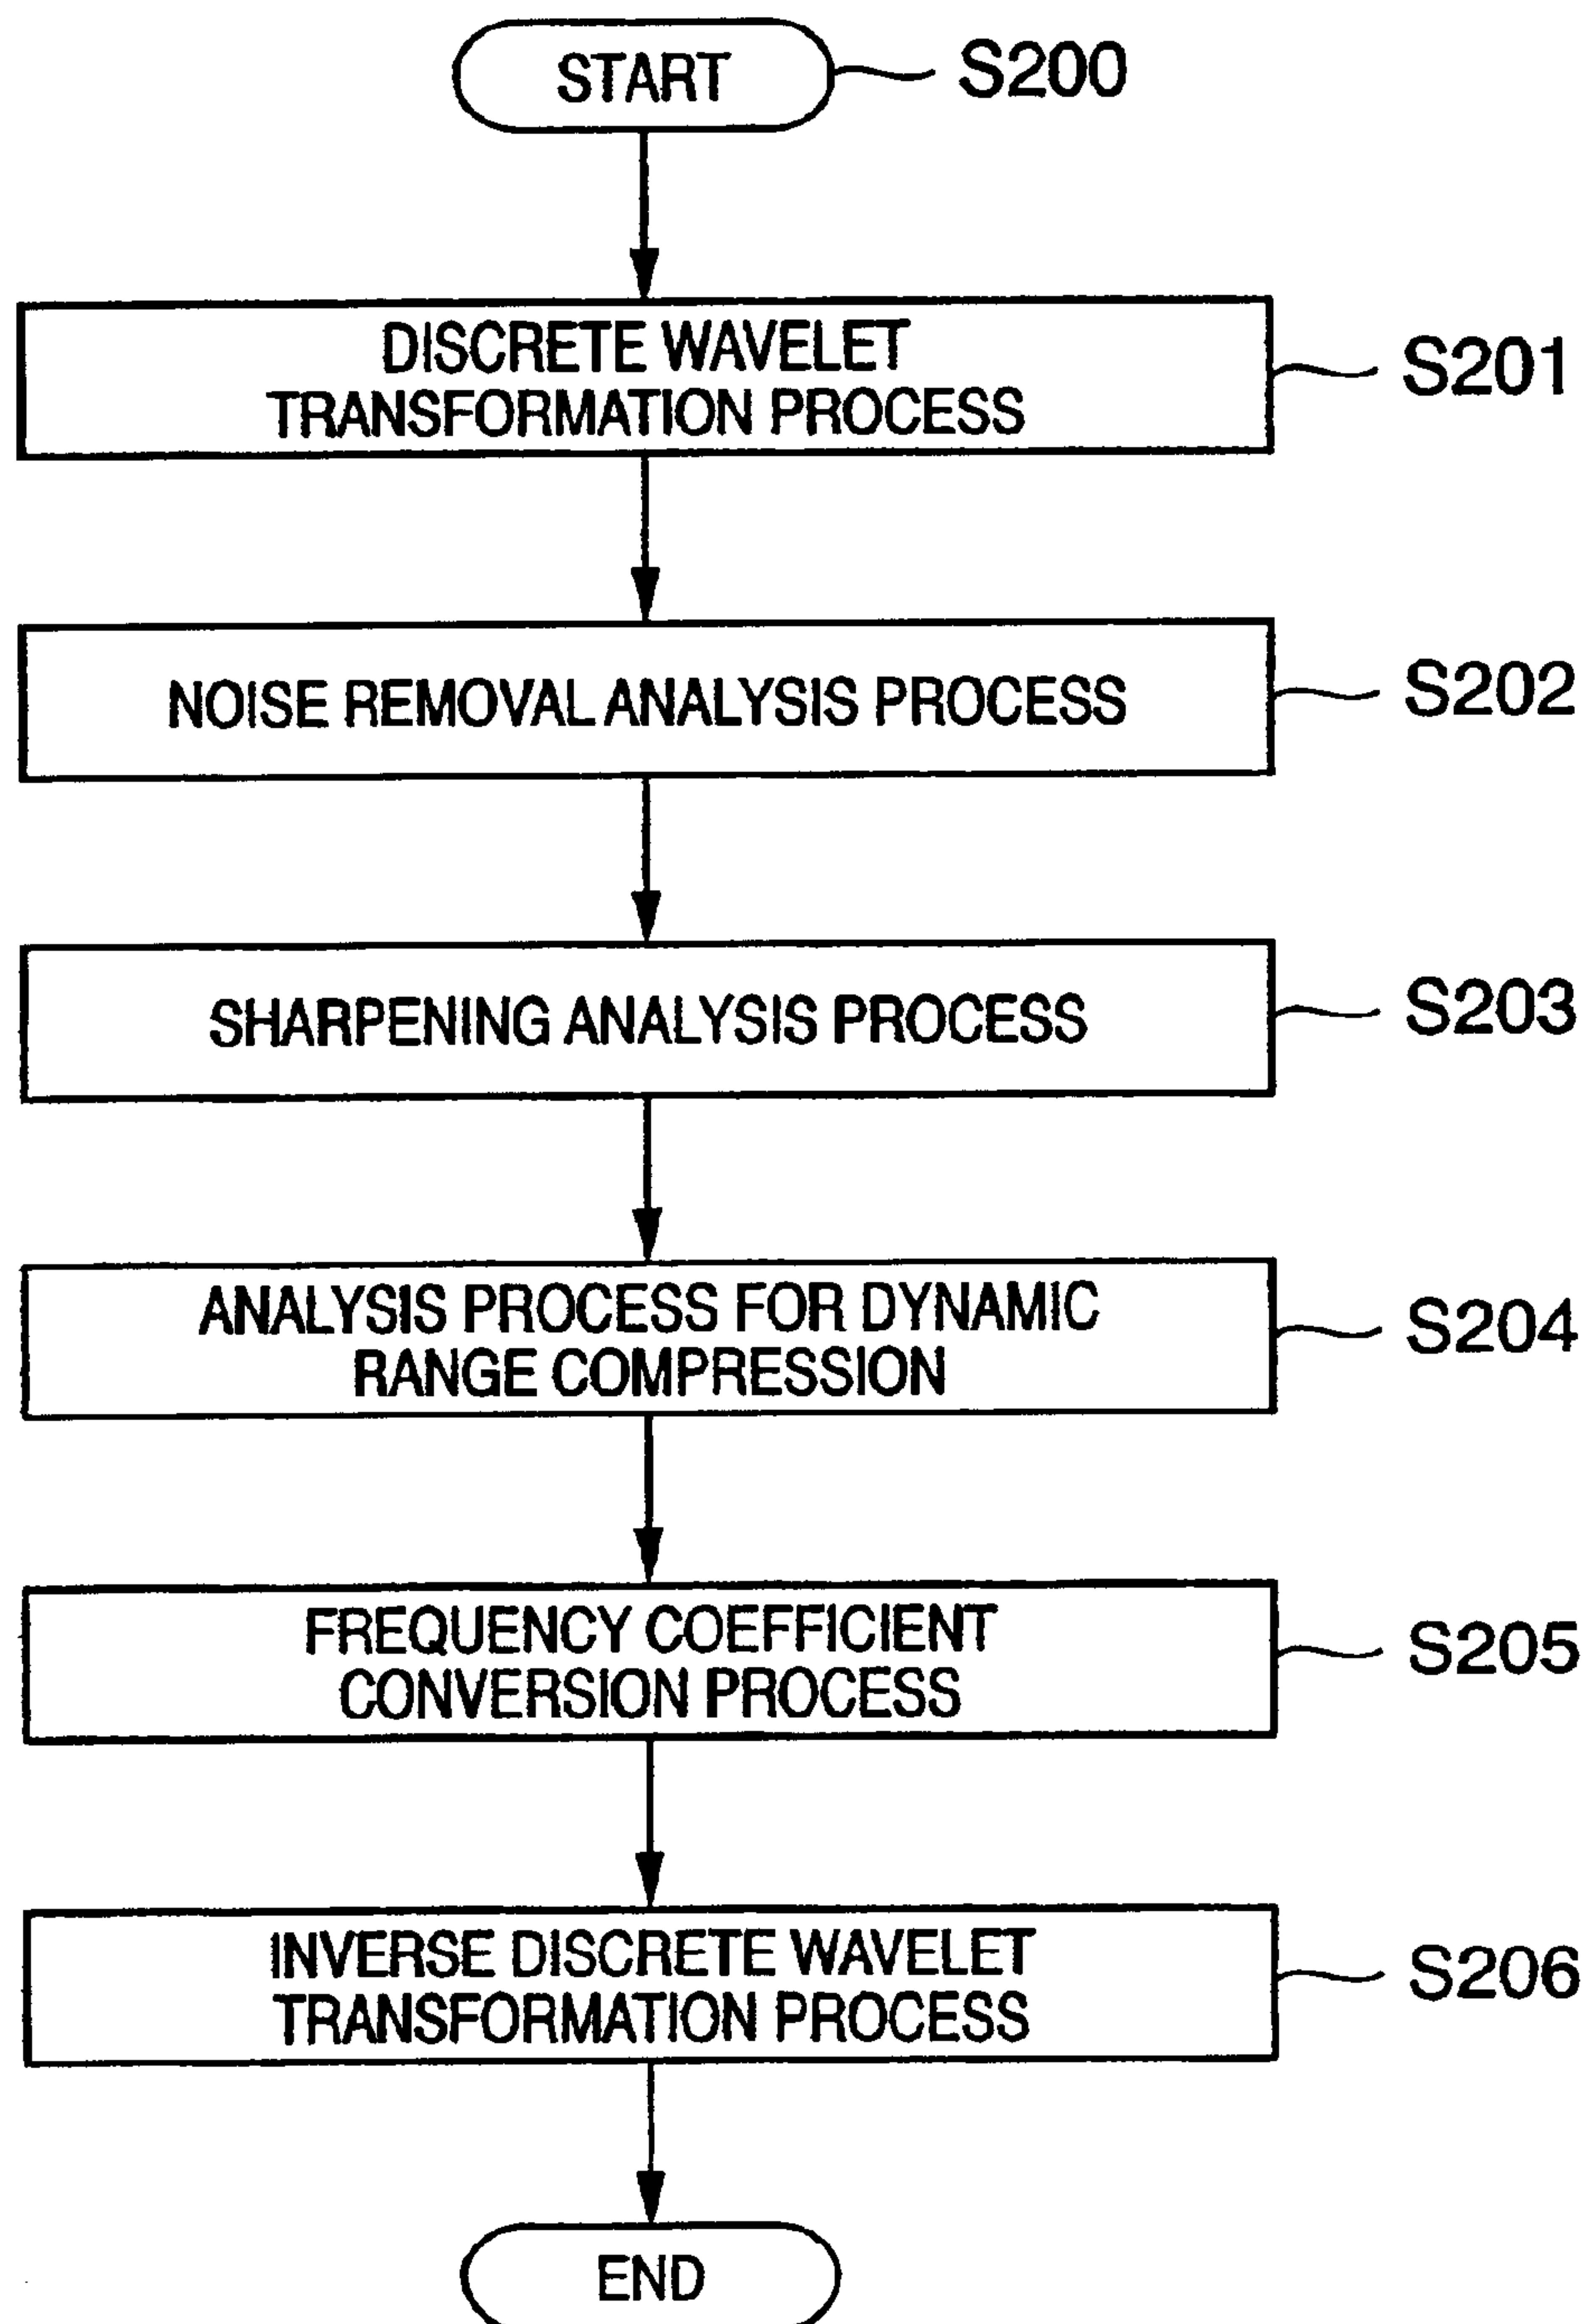 START
S200
DISCRETE WAVELET
TRANSFORMATION PROCESS
S201
NOISE REMOVAL ANALYSIS PROCESS
S202
SHARPENING ANALYSIS PROCESS
S203
ANALYSIS PROCESS FOR DYNAMIC
RANGE COMPRESSION
S204
FREQUENCY COEFFICIENT
CONVERSION PROCESS
S205
INVERSE DISCRETE WAVELET
TRANSFORMATION PROCESS
S206
END